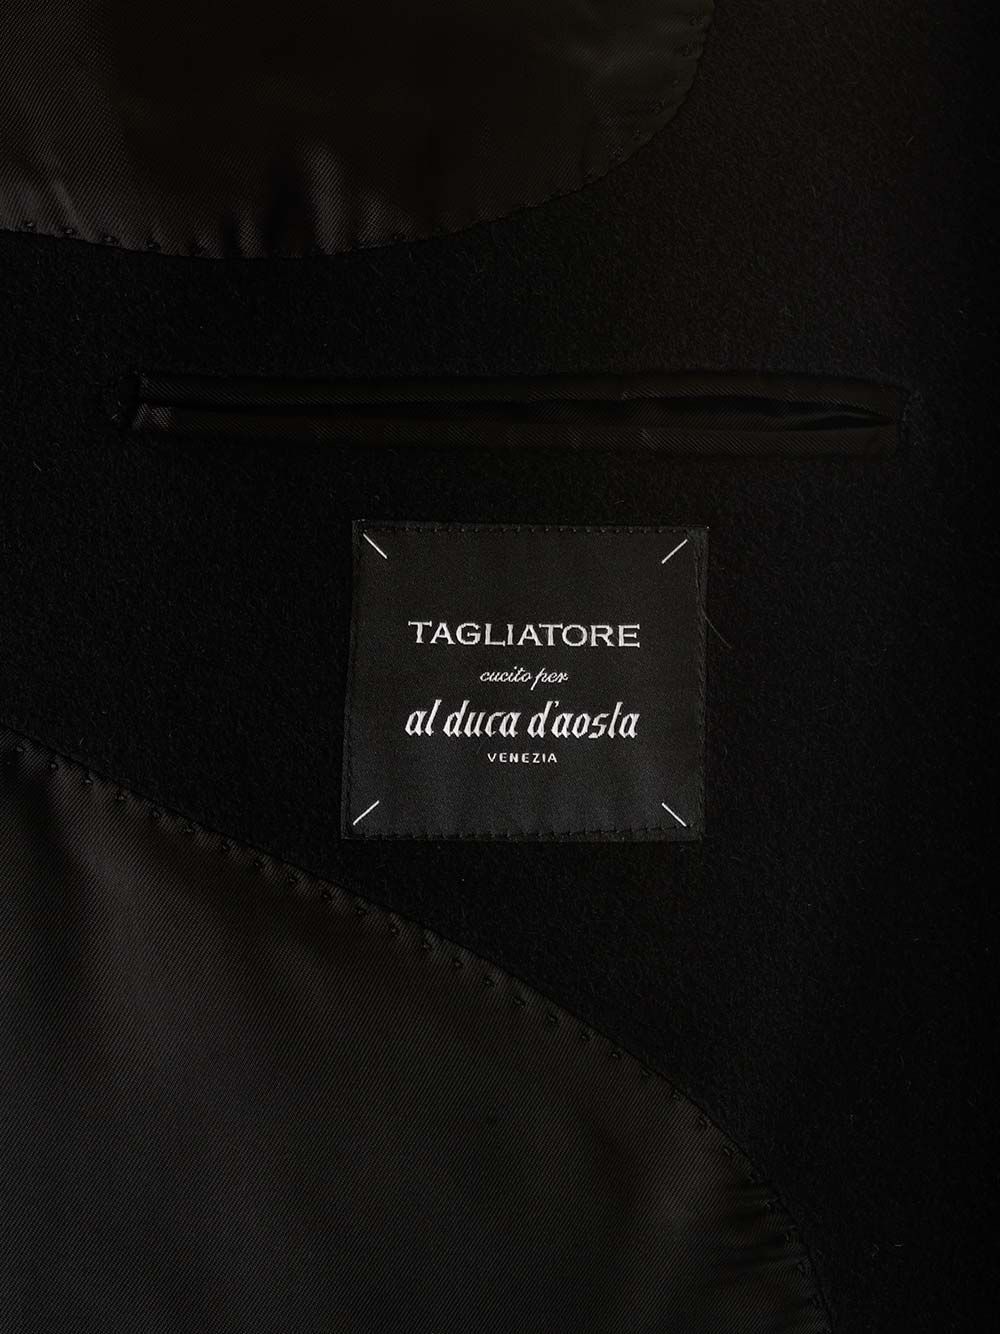 TAGLIATORE
cucito per
al duca d'aosta
VENEZIA